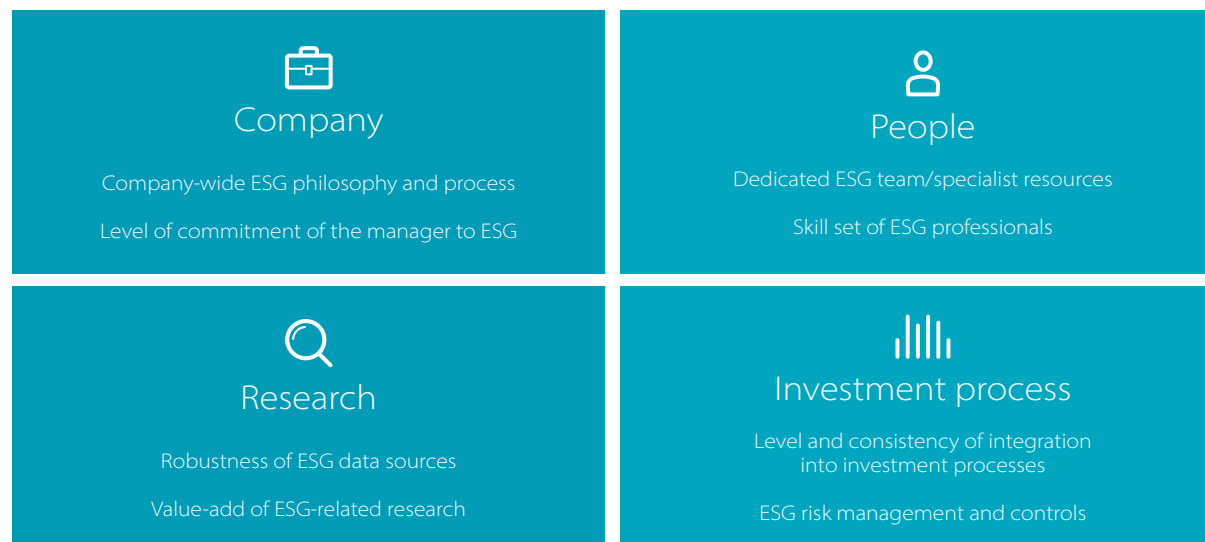 Company
Company-wide ESG philosophy and process
Level of commitment of the manager to ESG
People
Dedicated ESG team/specialist resources
Skill set of ESG professionals
Research
Robustness of ESG data sources
Value-add of ESG-related research
Investment process
Level and consistency of integration
into investment processes
ESG risk management and controls